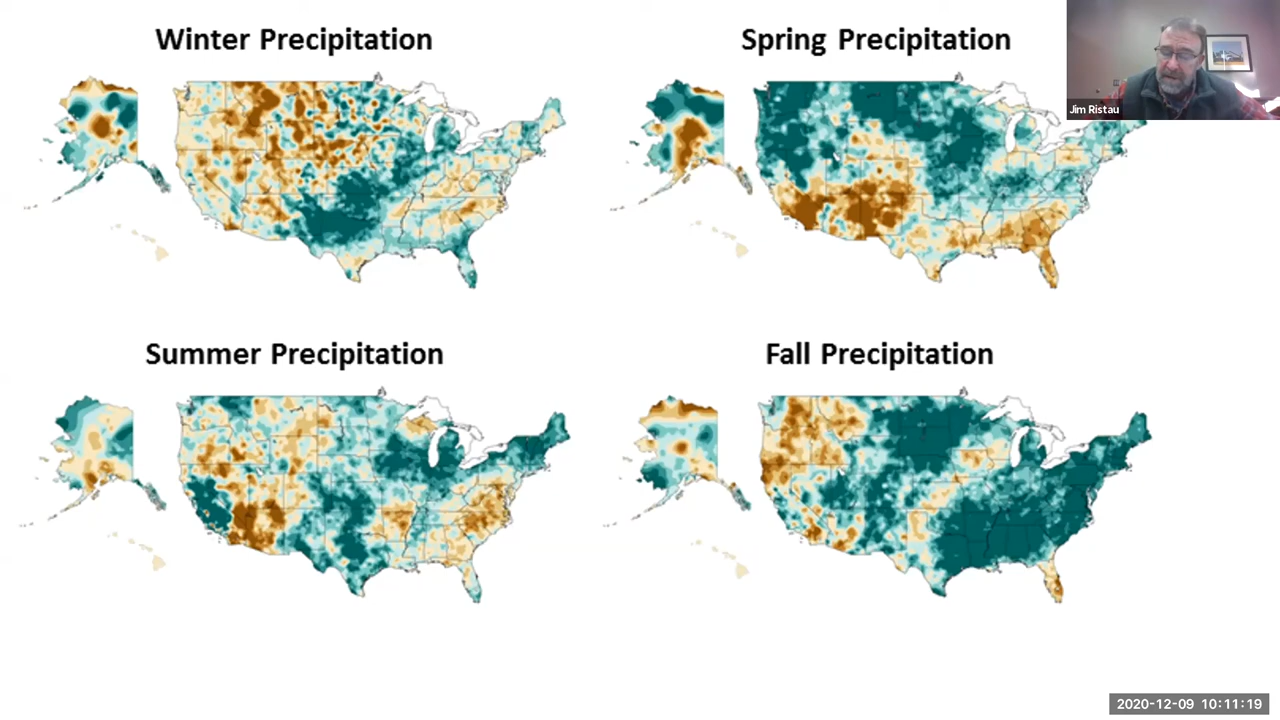 Winter Precipitation
Spring Precipitation
Jim Ristau
Summer Precipitation
Fall Precipitation
2020-12-09 10:11:19